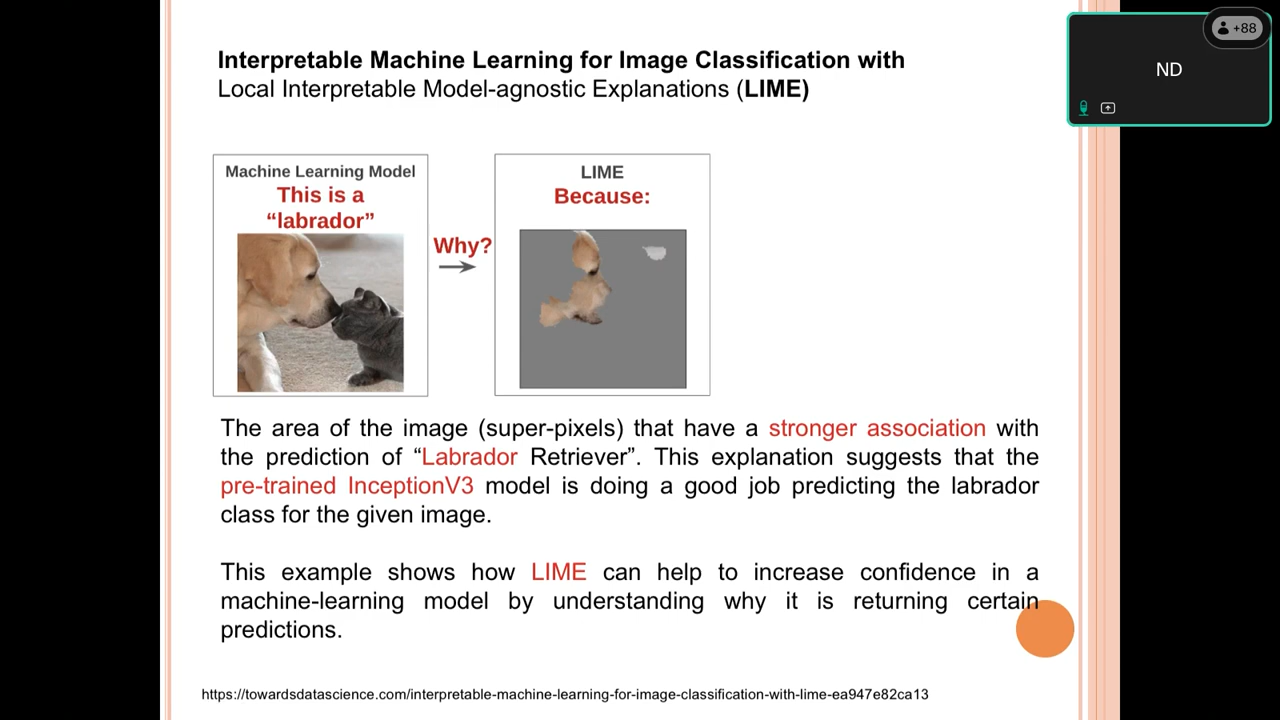 Interpretable Machine Learning for Image Classification with
Local Interpretable Model-agnostic Explanations (LIME)
+88
ND
Machine Learning Model
This is a
“labrador”
Why?
LIME
Because:
The area of the image (super-pixels) that have a stronger association with
the prediction of “Labrador Retriever”. This explanation suggests that the
pre-trained InceptionV3 model is doing a good job predicting the labrador
class for the given image.
This example shows how LIME can help to increase confidence in a
machine-learning model by understanding why it is returning certain
predictions.
https://towardsdatascience.com/interpretable-machine-learning-for-image-classification-with-lime-ea947e82ca13